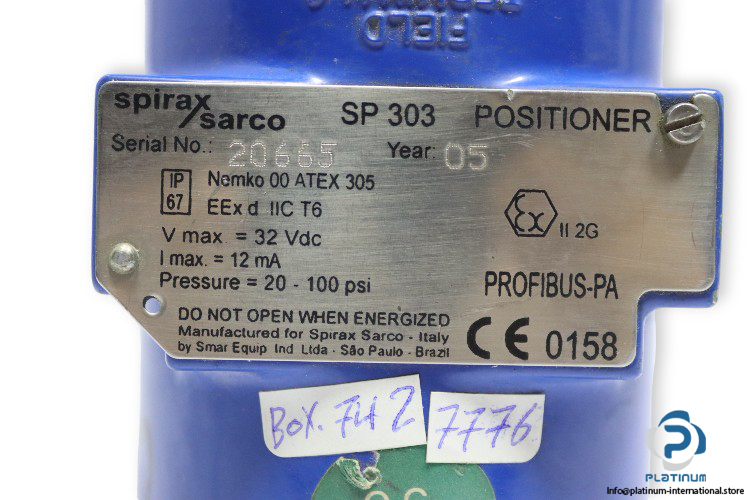 FIELD
TERMINALS
spirax sarco SP 303 POSITIONER
Serial No.: 20665 Year: 05
IP 67
Nemko 00 ATEX 305
EEx d IIC T6
Ex II 2G
V max. = 32 Vdc
I max. = 12 mA
Pressure = 20 - 100 psi
PROFIBUS-PA
DO NOT OPEN WHEN ENERGIZED
Manufactured for Spirax Sarco - Italy
by Smar Equip Ind Ltda - São Paulo - Brazil
CE 0158
BOX. 7H2
7776
PLATINUM
Info@platinum-international.store